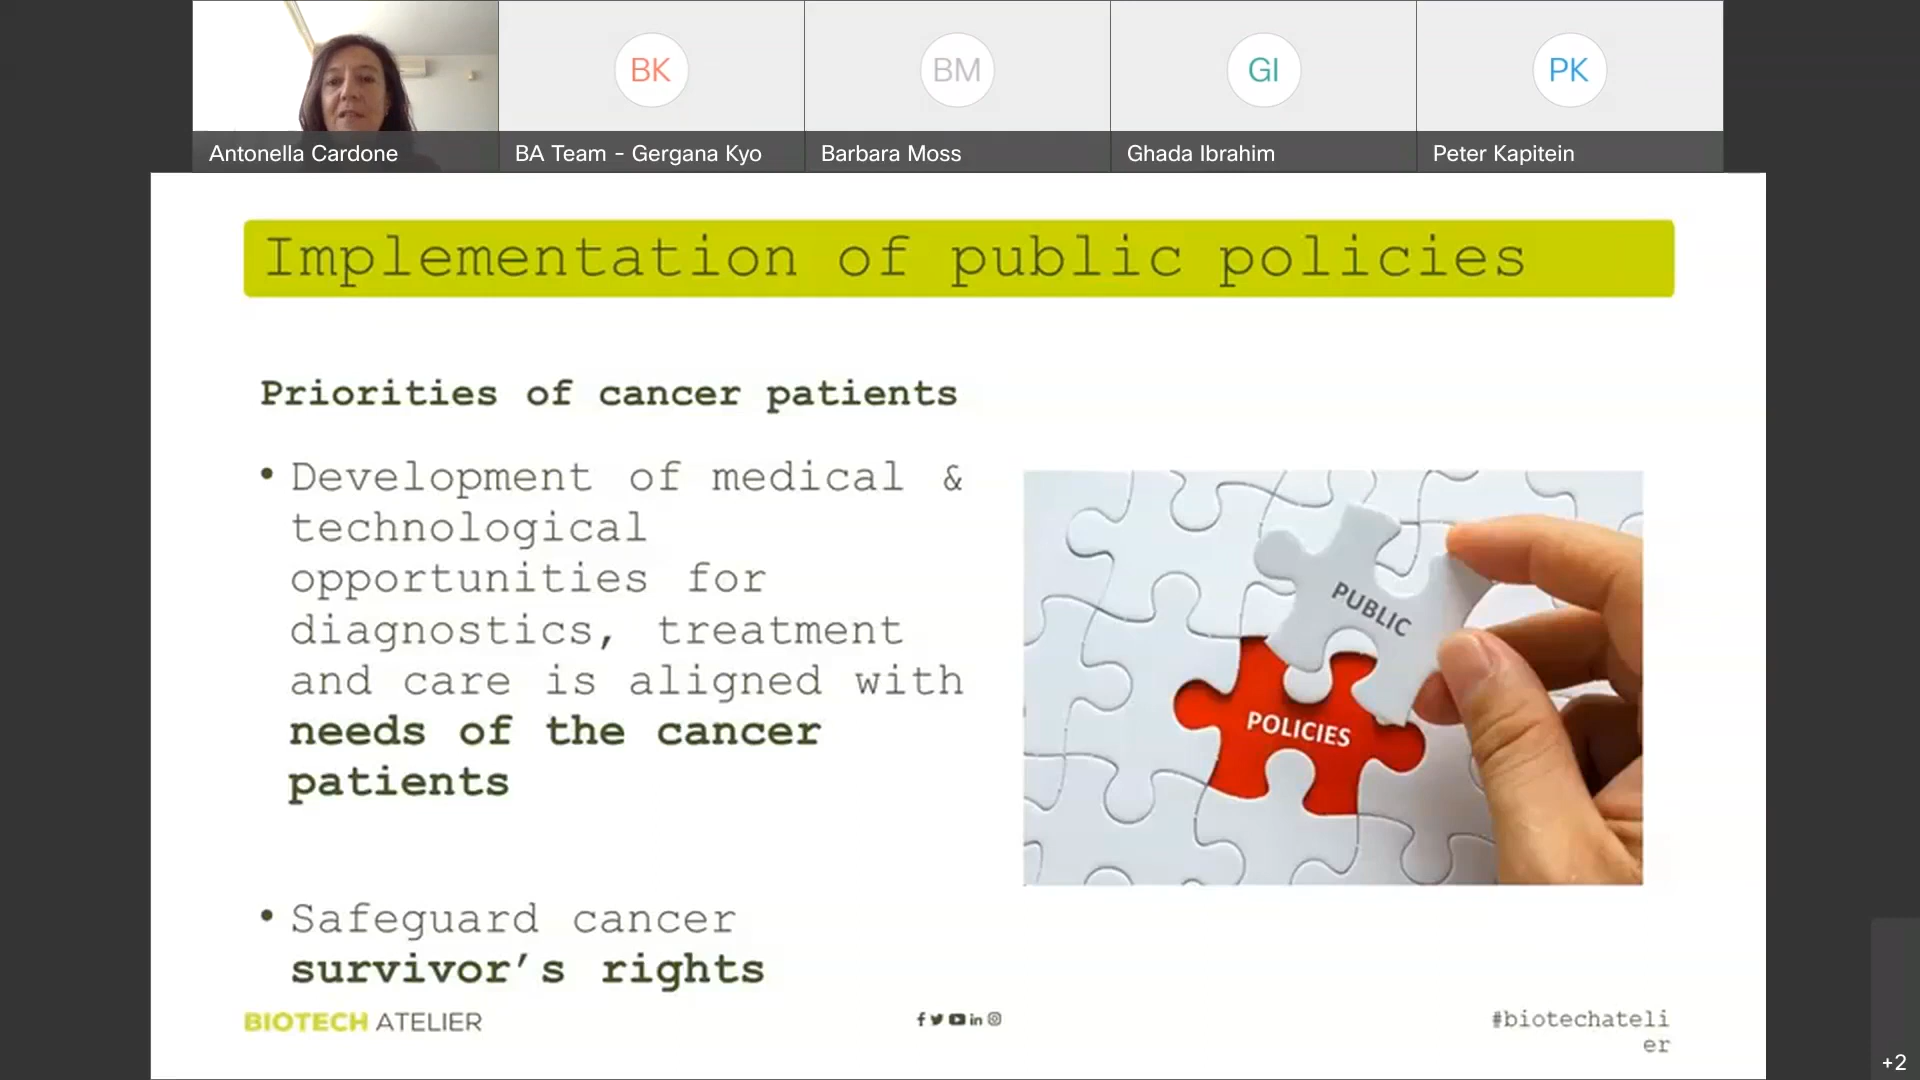 BK
BM
GI
PK
Antonella Cardone
BA Team - Gergana Kyo
Barbara Moss
Ghada Ibrahim
Peter Kapitein
Implementation of public policies
Priorities of cancer patients
• Development of medical &
technological
opportunities for
diagnostics, treatment
and care is aligned with
needs of the cancer
patients
PUBLIC
POLICIES
• Safeguard cancer
survivor’s rights
BIOTECH ATELIER
#biotechateli
er
+2